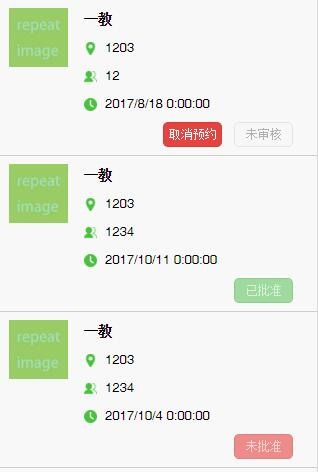 repeat
image
一教
1203
12
2017/8/18 0:00:00
取消预约
未审核
repeat
image
一教
1203
1234
2017/10/11 0:00:00
已批准
repeat
image
一教
1203
1234
2017/10/4 0:00:00
未批准